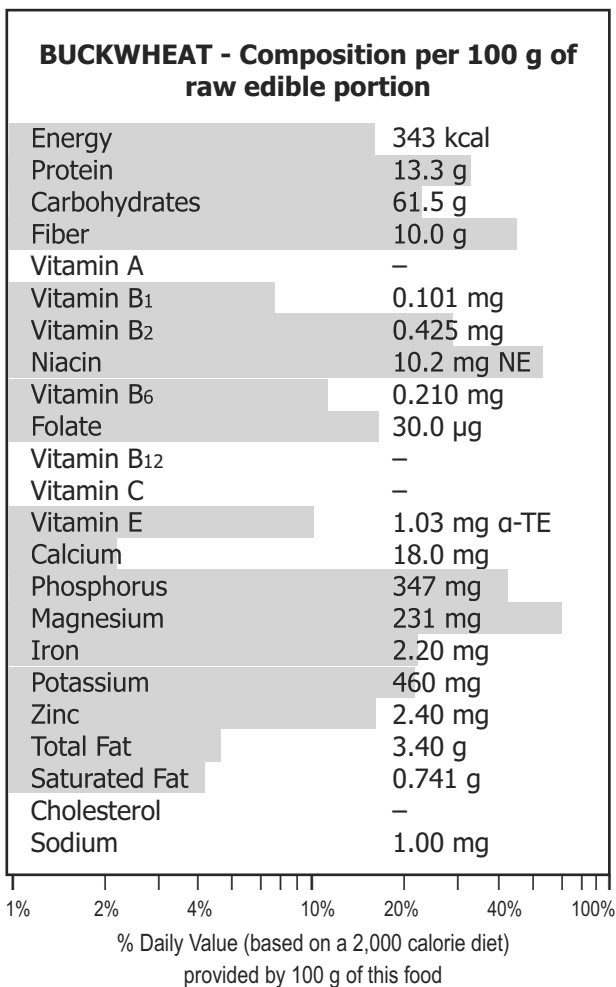 BUCKWHEAT - Composition per 100 g of
raw edible portion
Energy 343 kcal
Protein 13.3 g
Carbohydrates 61.5 g
Fiber 10.0 g
Vitamin A –
Vitamin B1 0.101 mg
Vitamin B2 0.425 mg
Niacin 10.2 mg NE
Vitamin B6 0.210 mg
Folate 30.0 µg
Vitamin B12 –
Vitamin C –
Vitamin E 1.03 mg α-TE
Calcium 18.0 mg
Phosphorus 347 mg
Magnesium 231 mg
Iron 2.20 mg
Potassium 460 mg
Zinc 2.40 mg
Total Fat 3.40 g
Saturated Fat 0.741 g
Cholesterol –
Sodium 1.00 mg
1% 2% 4% 10% 20% 40% 100%
% Daily Value (based on a 2,000 calorie diet)
provided by 100 g of this food